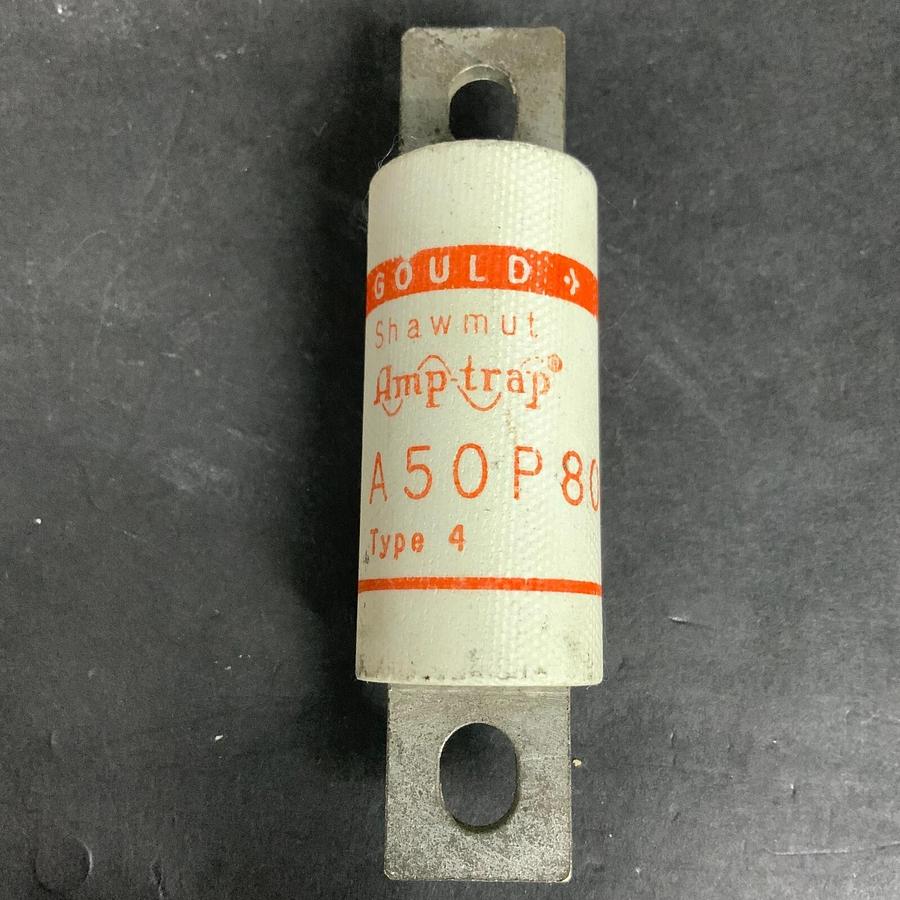 GOULD
Shawmut
Amp-trap®
A50P80
Type 4